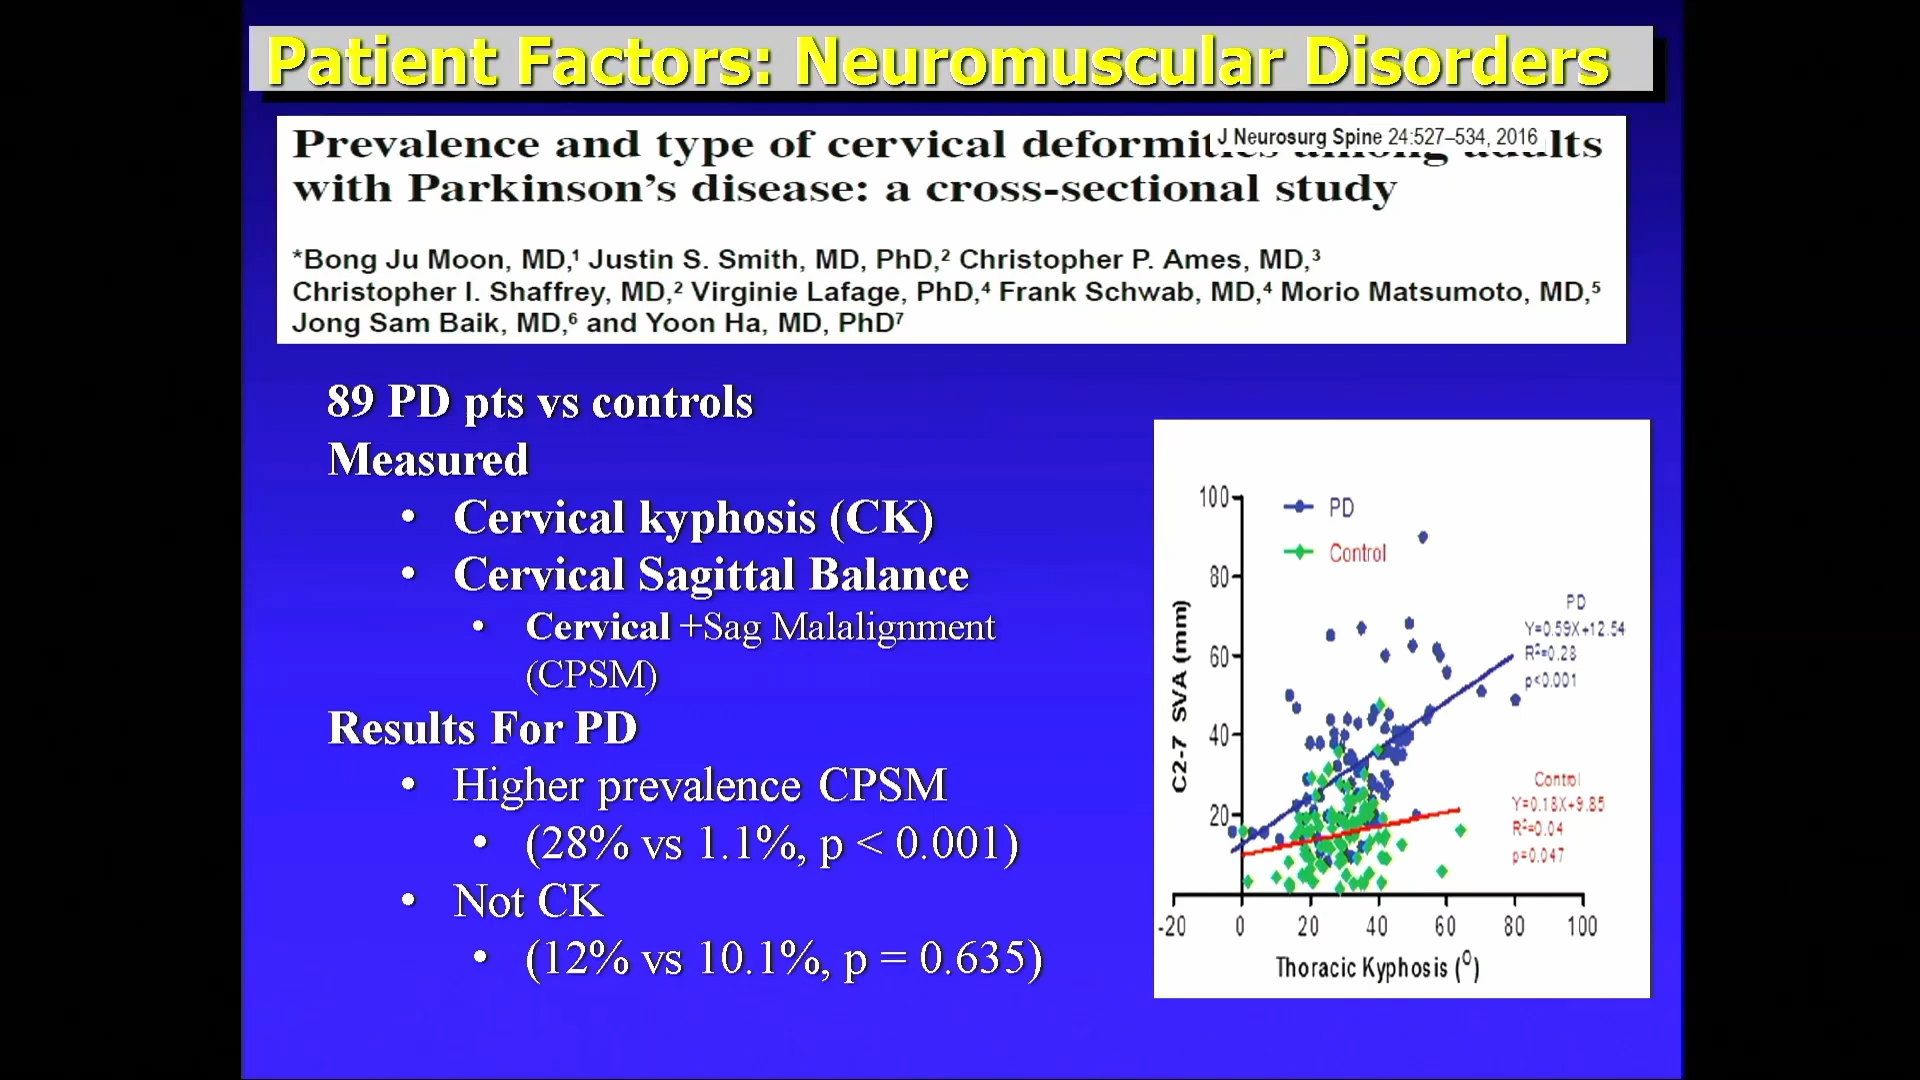 Patient Factors: Neuromuscular Disorders
Prevalence and type of cervical deformities among adults
J Neurosurg Spine 24:527–534, 2016
with Parkinson’s disease: a cross-sectional study
*Bong Ju Moon, MD,¹ Justin S. Smith, MD, PhD,² Christopher P. Ames, MD,³
Christopher I. Shaffrey, MD,² Virginie Lafage, PhD,⁴ Frank Schwab, MD,⁴ Morio Matsumoto, MD,⁵
Jong Sam Baik, MD,⁶ and Yoon Ha, MD, PhD⁷
89 PD pts vs controls
Measured
• Cervical kyphosis (CK)
• Cervical Sagittal Balance
• Cervical +Sag Malalignment
(CPSM)
Results For PD
• Higher prevalence CPSM
• (28% vs 1.1%, p < 0.001)
• Not CK
• (12% vs 10.1%, p = 0.635)
PD
Control
100
80
60
40
20
C2-7 SVA (mm)
PD
Y=0.59X+12.54
R²=0.28
p<0.001
Control
Y=0.18X+9.85
R²=0.04
p=0.047
-20 0 20 40 60 80 100
Thoracic Kyphosis (⁰)